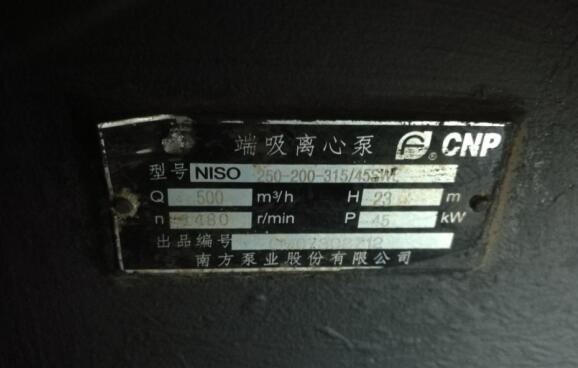 端吸离心泵 ® CNP
型号 NISO 250-200-315/45SWF
Q 500 m³/h H 23 m
n 1480 r/min P 45 kW
出品编号
南方泵业股份有限公司